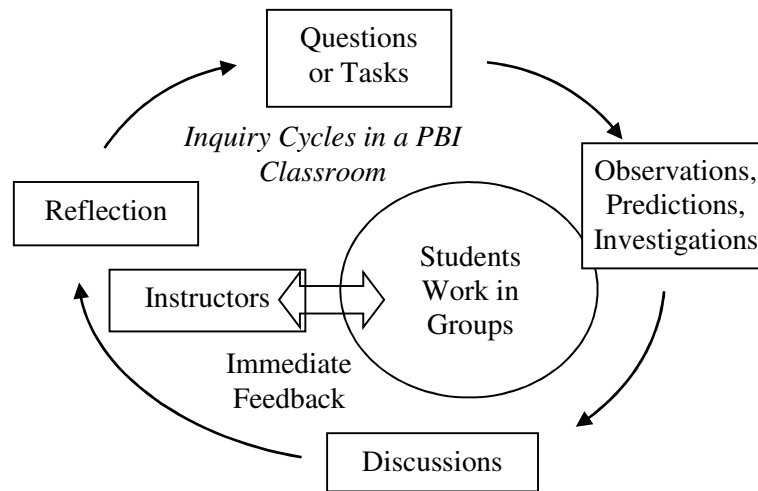 Questions
or Tasks
Inquiry Cycles in a PBI
Classroom
Observations,
Predictions,
Investigations
Reflection
Students
Work in
Groups
Instructors
Immediate
Feedback
Discussions